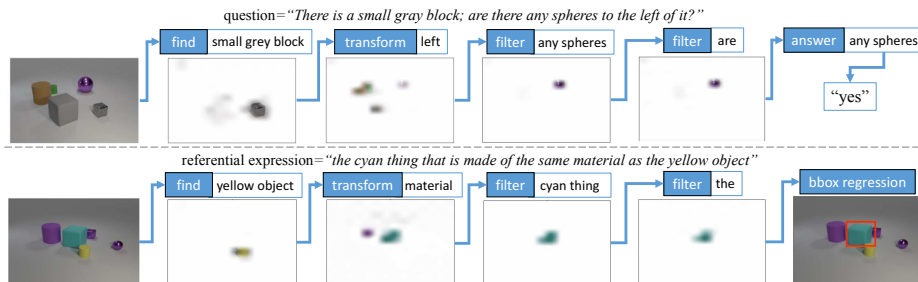 question=“There is a small gray block; are there any spheres to the left of it?”
find small grey block transform left filter any spheres filter are answer any spheres
“yes”
referential expression=“the cyan thing that is made of the same material as the yellow object”
find yellow object transform material filter cyan thing filter the bbox regression